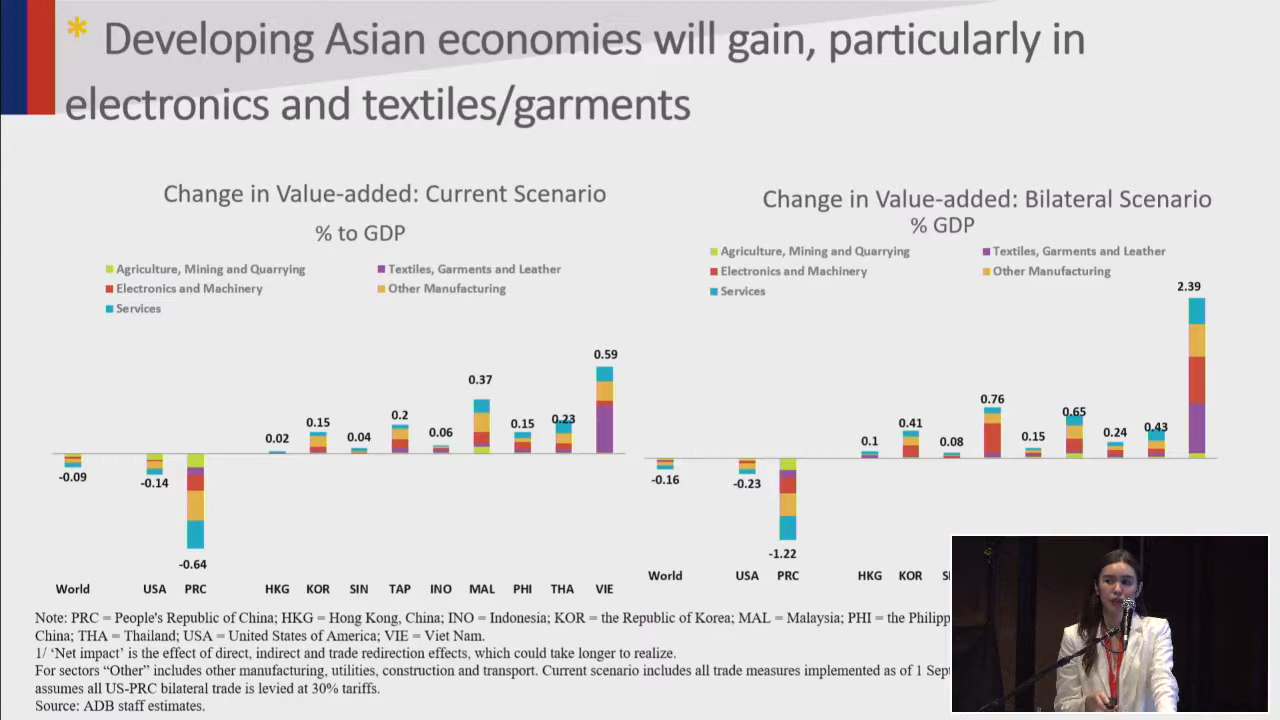 * Developing Asian economies will gain, particularly in
electronics and textiles/garments
Change in Value-added: Current Scenario
% to GDP
Agriculture, Mining and Quarrying
Textiles, Garments and Leather
Electronics and Machinery
Other Manufacturing
Services
0.59
0.37
0.23
0.2
0.15
0.15
0.06
0.04
0.02
-0.09
-0.14
-0.64
World USA PRC HKG KOR SIN TAP INO MAL PHI THA VIE
Change in Value-added: Bilateral Scenario
% GDP
Agriculture, Mining and Quarrying
Textiles, Garments and Leather
Electronics and Machinery
Other Manufacturing
Services
2.39
0.76
0.65
0.41
0.43
0.24
0.15
0.1
0.08
-0.16
-0.23
-1.22
World USA PRC HKG KOR
Note: PRC = People's Republic of China; HKG = Hong Kong, China; INO = Indonesia; KOR = the Republic of Korea; MAL = Malaysia; PHI = the Philipp
China; THA = Thailand; USA = United States of America; VIE = Viet Nam.
1/ ‘Net impact’ is the effect of direct, indirect and trade redirection effects, which could take longer to realize.
For sectors “Other” includes other manufacturing, utilities, construction and transport. Current scenario includes all trade measures implemented as of 1 Sep
assumes all US-PRC bilateral trade is levied at 30% tariffs.
Source: ADB staff estimates.